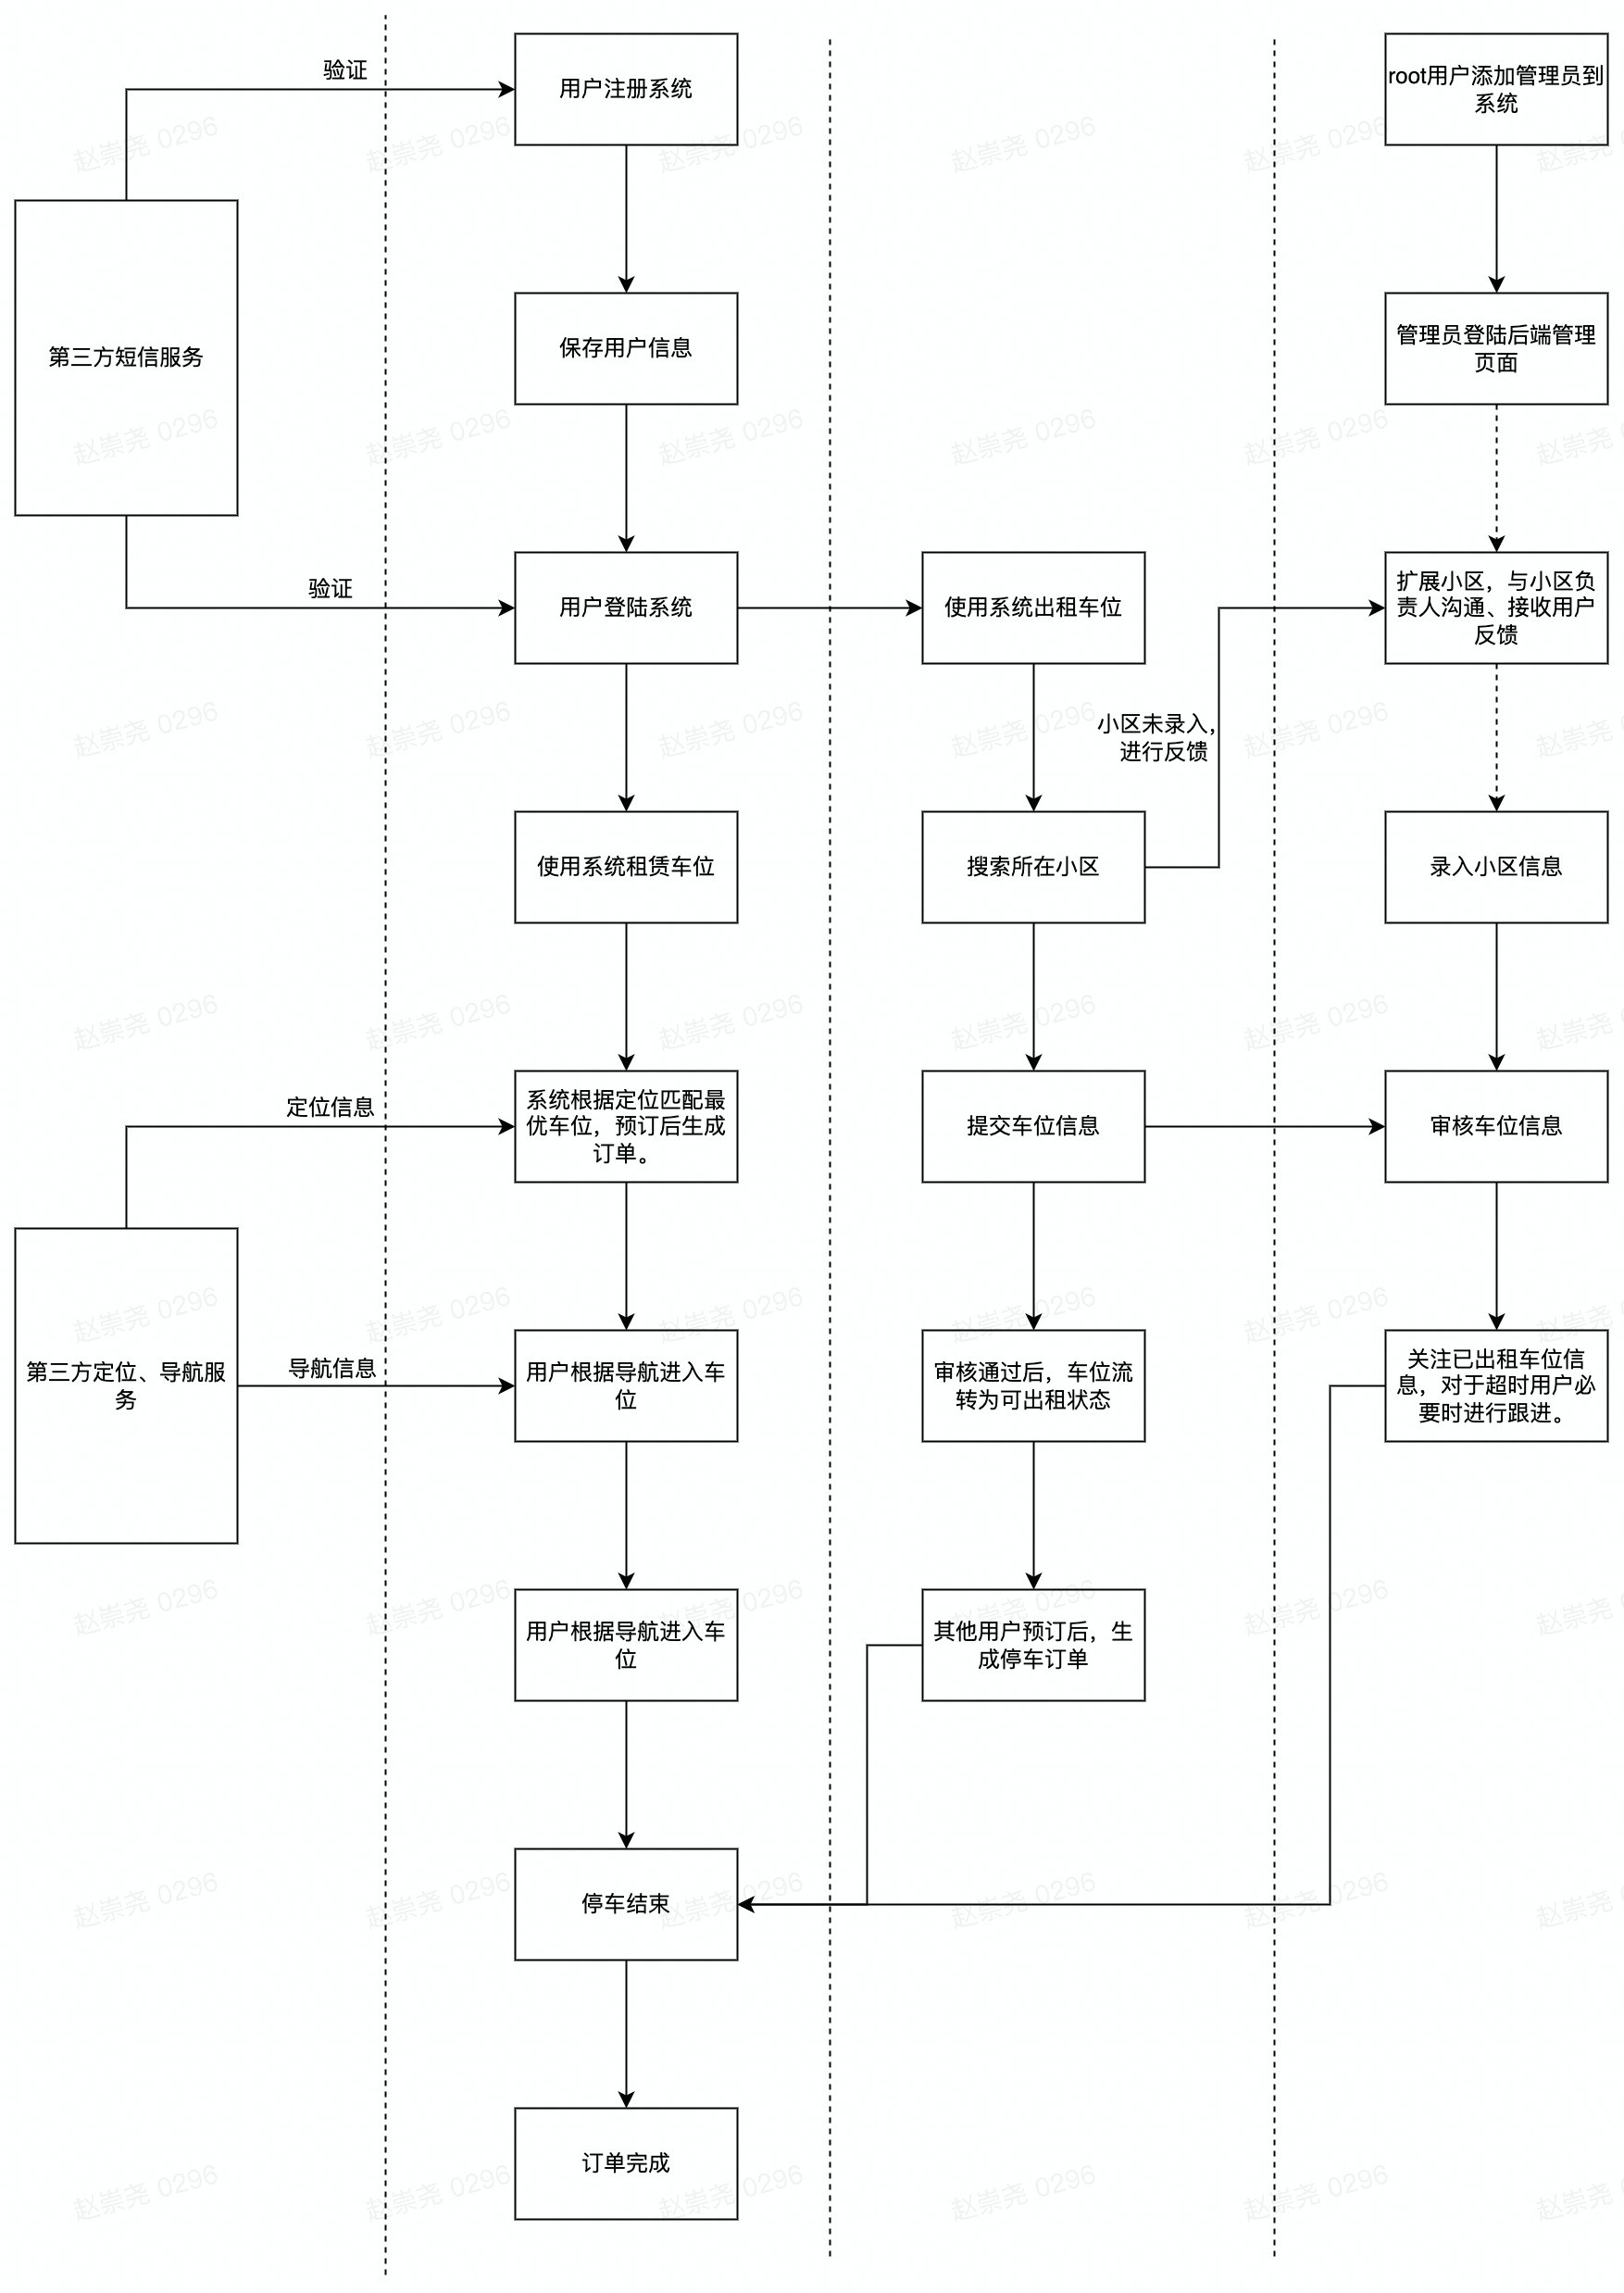 验证
用户注册系统
root用户添加管理员到
系统
第三方短信服务
保存用户信息
管理员登陆后端管理
页面
验证
用户登陆系统
使用系统出租车位
扩展小区，与小区负
责人沟通、接收用户
反馈
小区未录入，
进行反馈
使用系统租赁车位
搜索所在小区
录入小区信息
定位信息
系统根据定位匹配最
优车位，预订后生成
订单。
提交车位信息
审核车位信息
第三方定位、导航服
务
导航信息
用户根据导航进入车
位
审核通过后，车位流
转为可出租状态
关注已出租车位信
息，对于超时用户必
要时进行跟进。
用户根据导航进入车
位
其他用户预订后，生
成停车订单
停车结束
订单完成
赵崇尧 0296